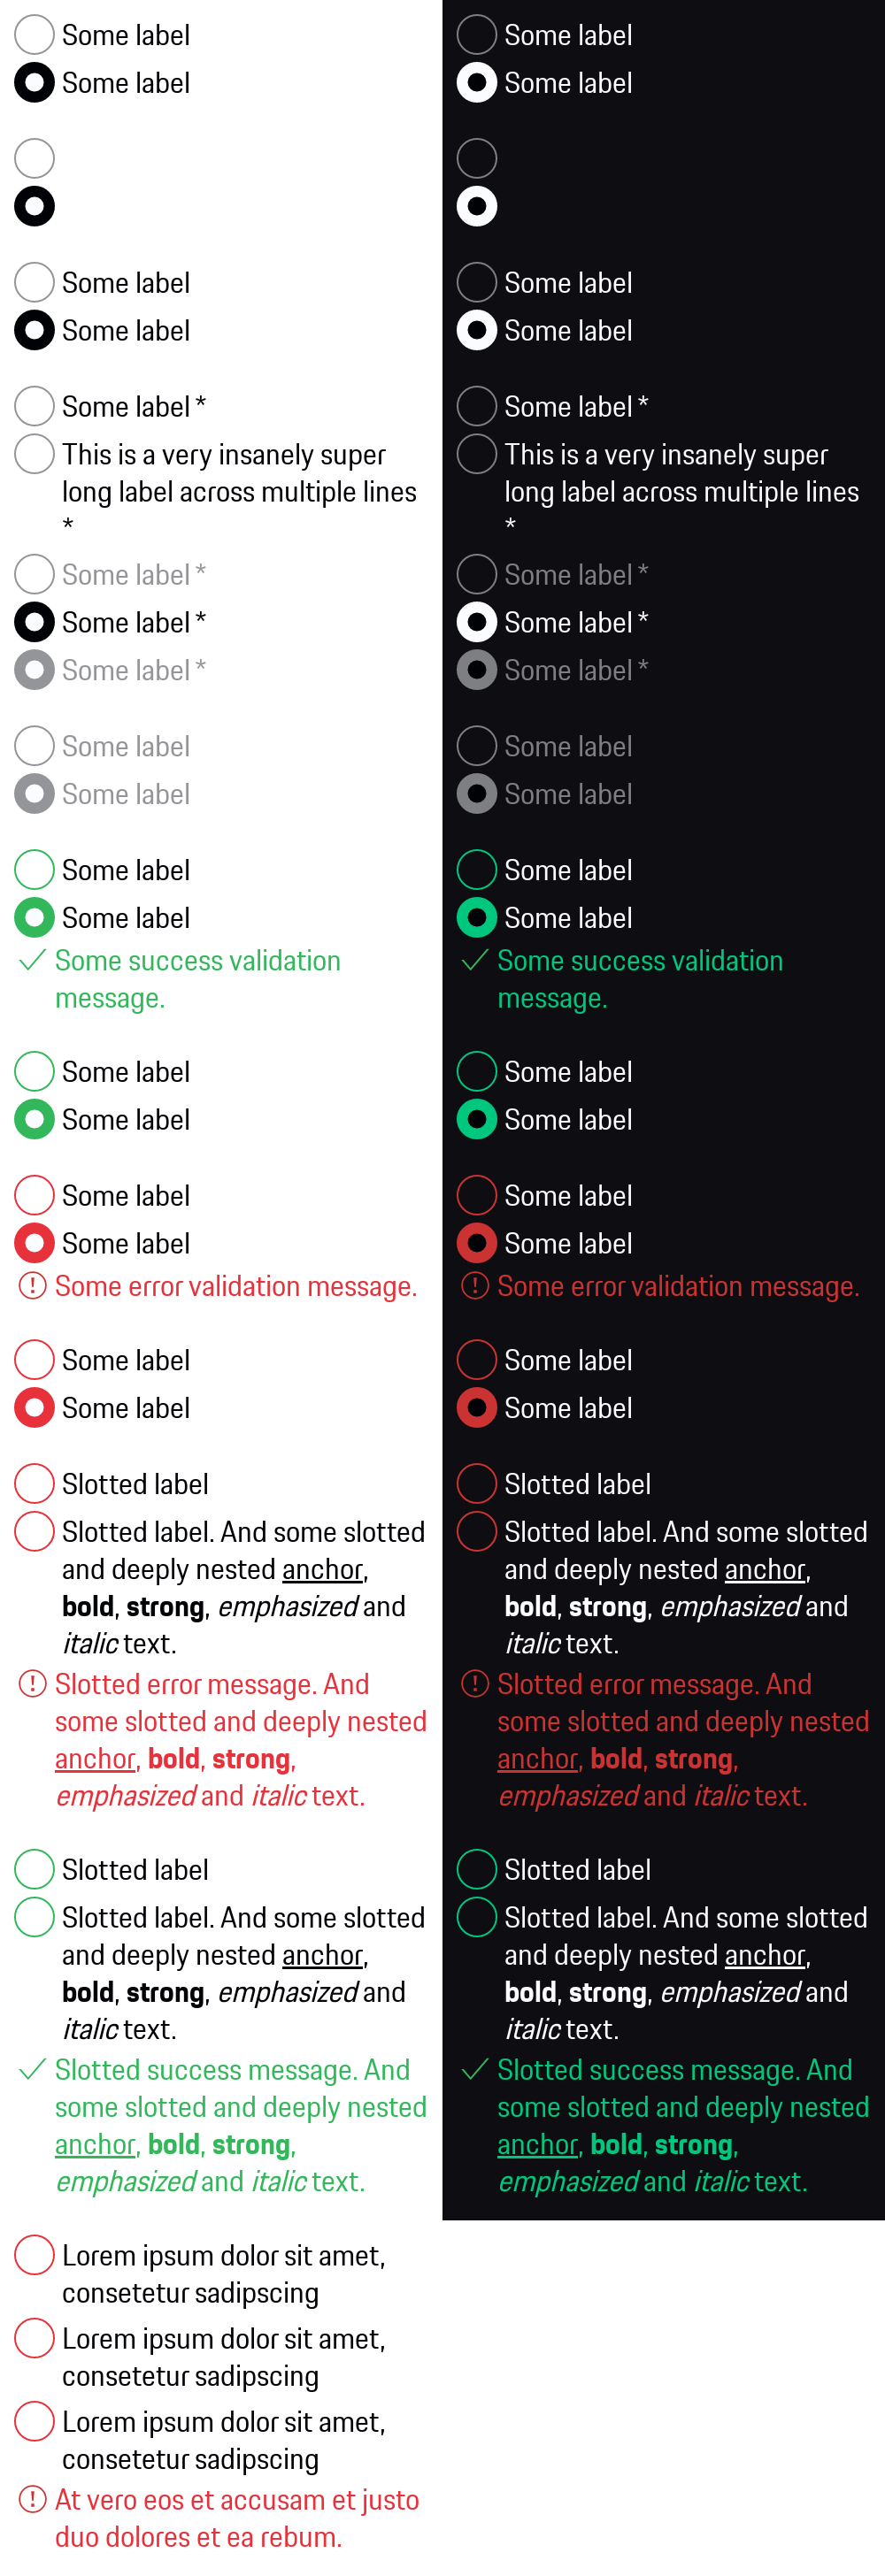 Some label
Some label
Some label
Some label
Some label *
This is a very insanely super
long label across multiple lines
*
Some label *
Some label *
Some label *
Some label
Some label
Some label
Some label
Some success validation
message.
Some label
Some label
Some label
Some label
Some error validation message.
Some label
Some label
Slotted label
Slotted label. And some slotted
and deeply nested anchor,
bold, strong, emphasized and
italic text.
Slotted error message. And
some slotted and deeply nested
anchor, bold, strong,
emphasized and italic text.
Slotted label
Slotted label. And some slotted
and deeply nested anchor,
bold, strong, emphasized and
italic text.
Slotted success message. And
some slotted and deeply nested
anchor, bold, strong,
emphasized and italic text.
Lorem ipsum dolor sit amet,
consetetur sadipscing
Lorem ipsum dolor sit amet,
consetetur sadipscing
Lorem ipsum dolor sit amet,
consetetur sadipscing
At vero eos et accusam et justo
duo dolores et ea rebum.
Some label
Some label
Some label
Some label
Some label *
This is a very insanely super
long label across multiple lines
*
Some label *
Some label *
Some label *
Some label
Some label
Some label
Some label
Some success validation
message.
Some label
Some label
Some label
Some label
Some error validation message.
Some label
Some label
Slotted label
Slotted label. And some slotted
and deeply nested anchor,
bold, strong, emphasized and
italic text.
Slotted error message. And
some slotted and deeply nested
anchor, bold, strong,
emphasized and italic text.
Slotted label
Slotted label. And some slotted
and deeply nested anchor,
bold, strong, emphasized and
italic text.
Slotted success message. And
some slotted and deeply nested
anchor, bold, strong,
emphasized and italic text.